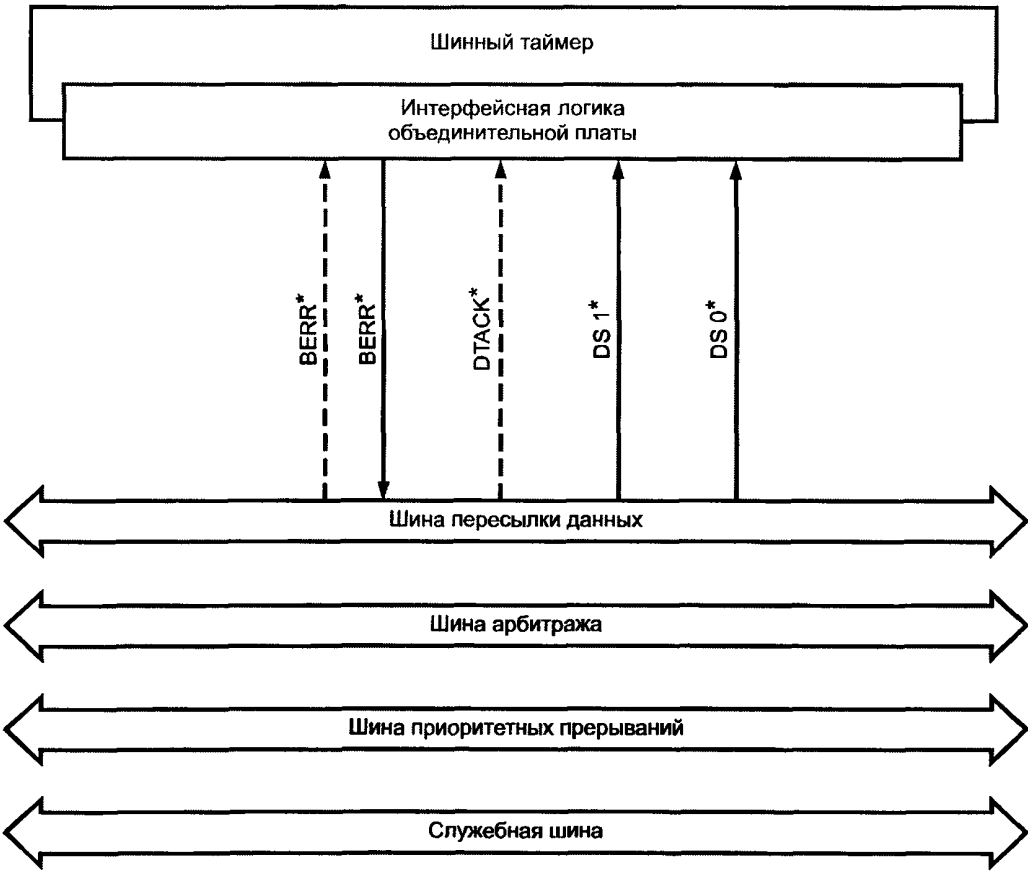 Шинный таймер
Интерфейсная логика
объединительной платы
BERR*
BERR*
DTACK*
DS 1*
DS 0*
Шина пересылки данных
Шина арбитража
Шина приоритетных прерываний
Служебная шина